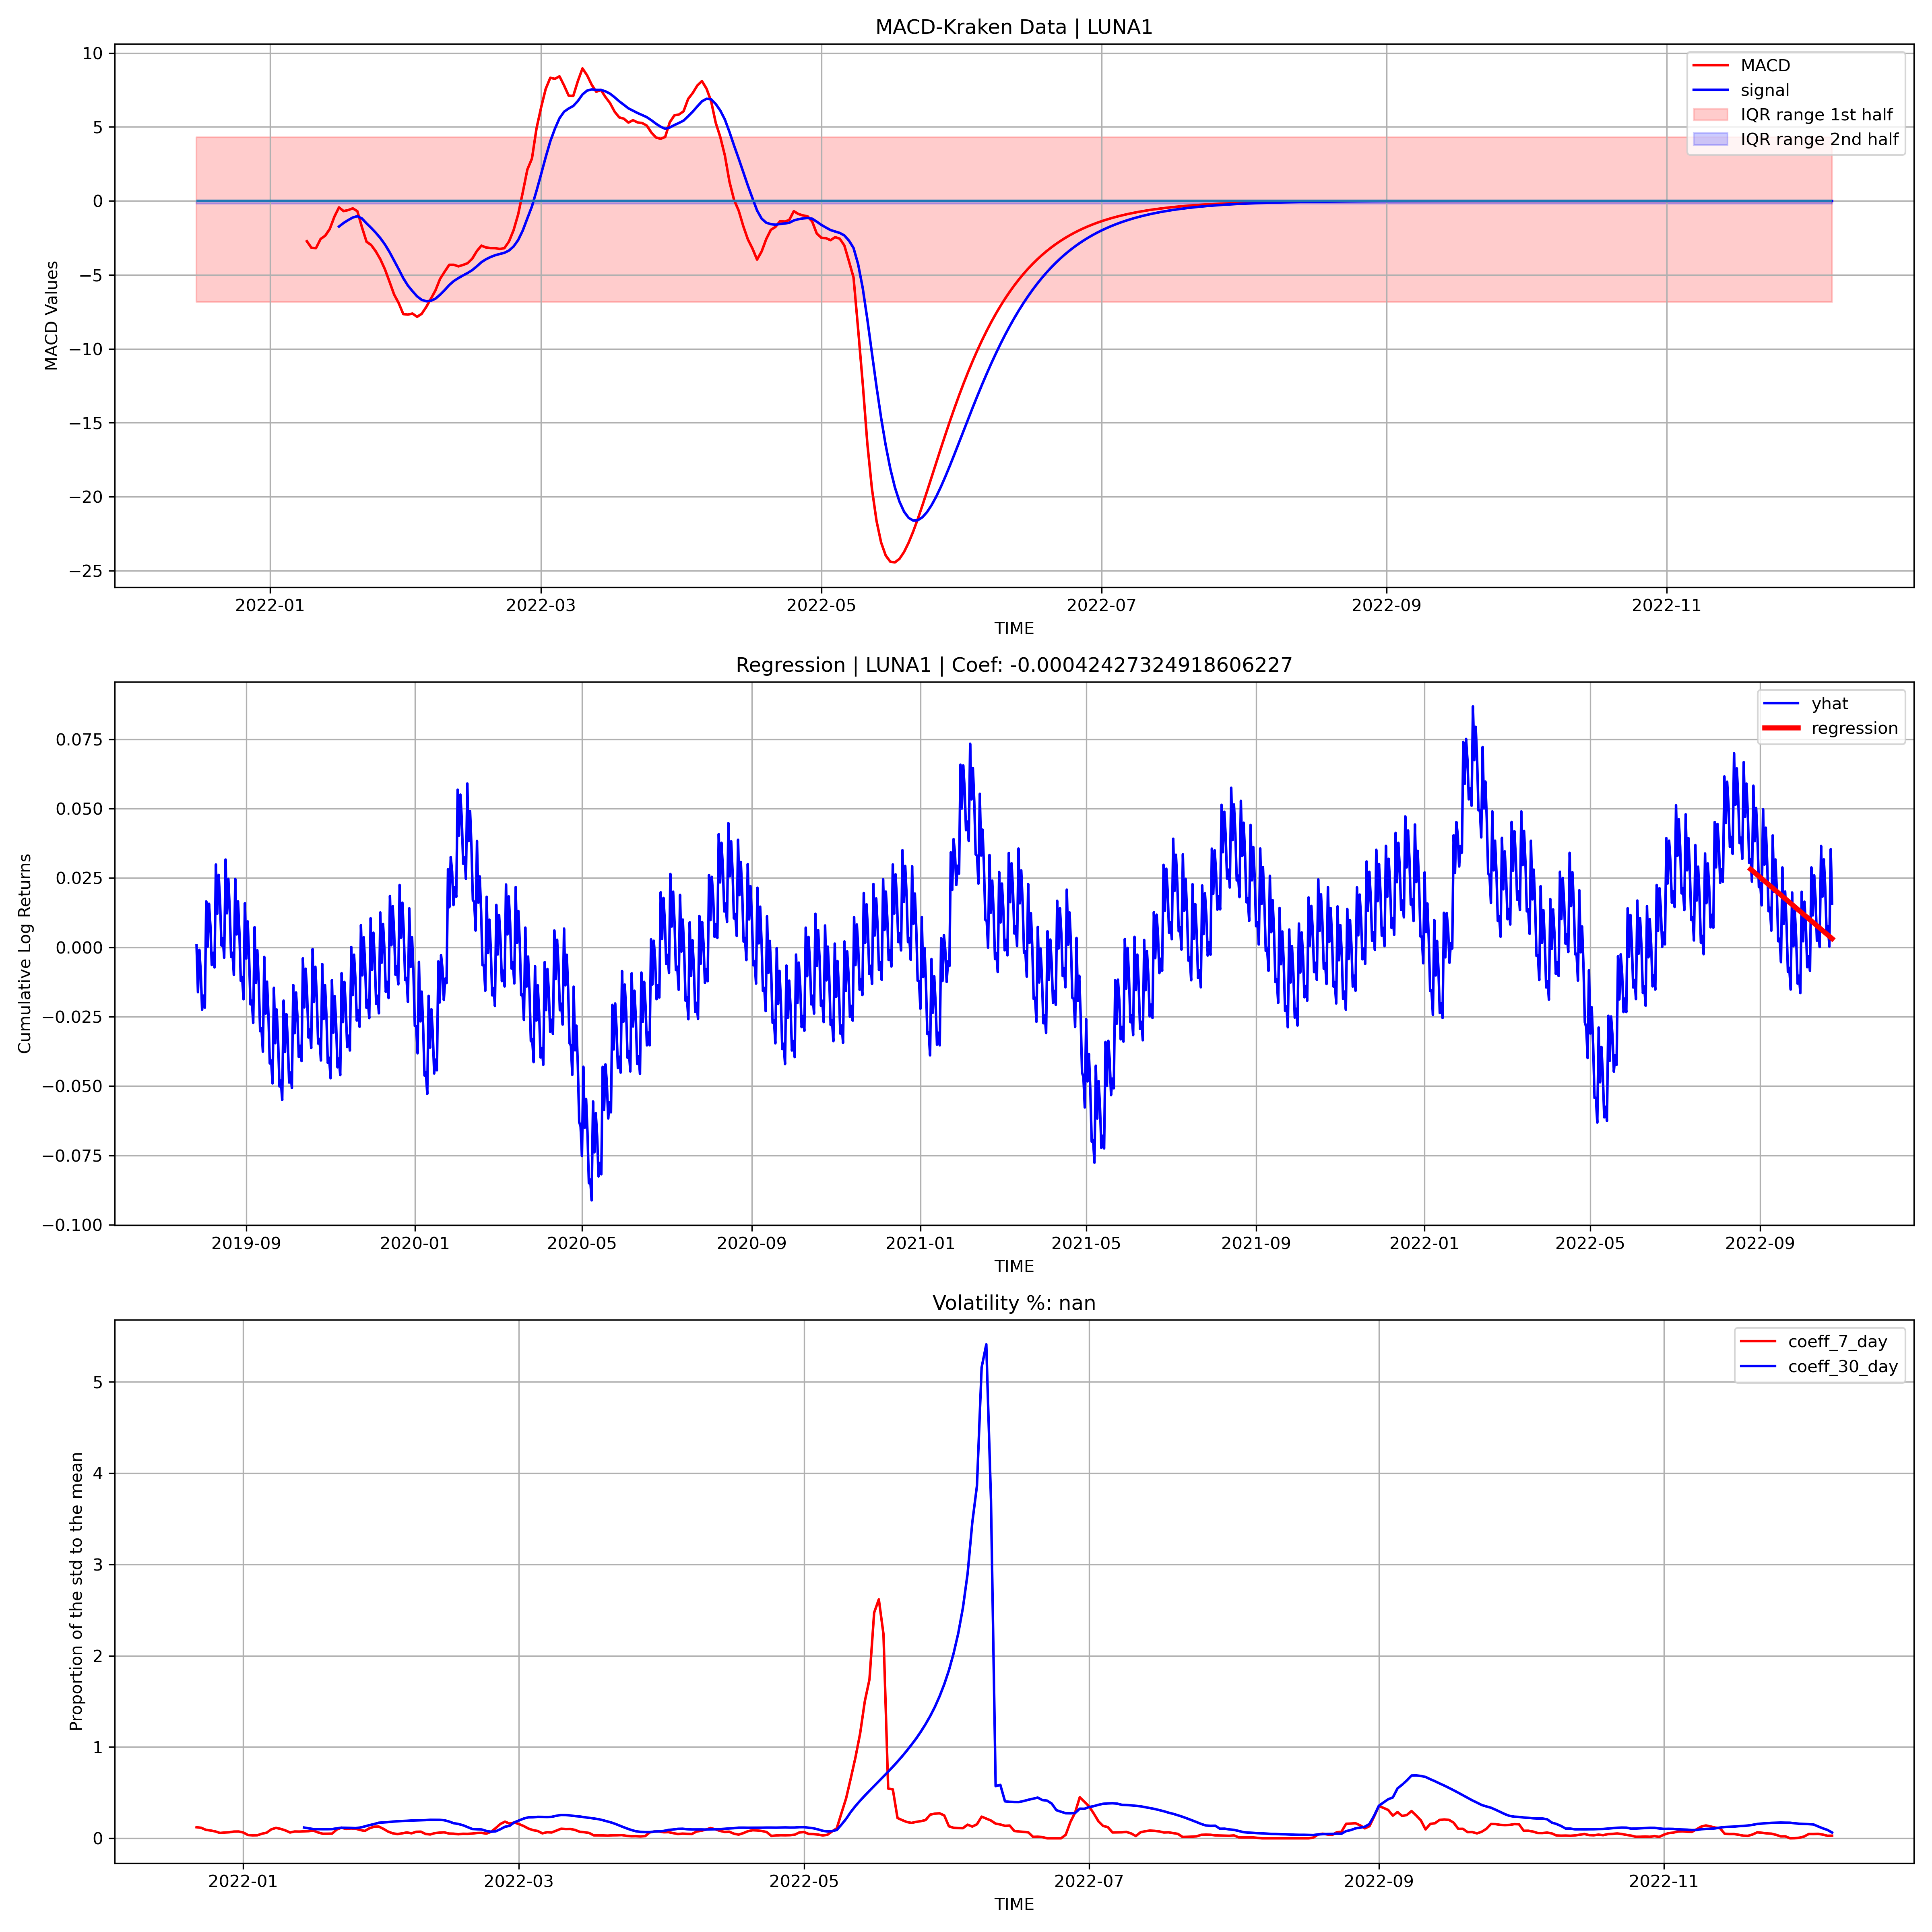 MACD-Kraken Data | LUNA1
MACD Values
10
5
0
−5
−10
−15
−20
−25
MACD
signal
IQR range 1st half
IQR range 2nd half
2022-01 2022-03 2022-05 2022-07 2022-09 2022-11
TIME
Regression | LUNA1 | Coef: -0.00042427324918606227
Cumulative Log Returns
0.075
0.050
0.025
0.000
−0.025
−0.050
−0.075
−0.100
yhat
regression
2019-09 2020-01 2020-05 2020-09 2021-01 2021-05 2021-09 2022-01 2022-05 2022-09
TIME
Volatility %: nan
Proportion of the std to the mean
5
4
3
2
1
0
coeff_7_day
coeff_30_day
2022-01 2022-03 2022-05 2022-07 2022-09 2022-11
TIME